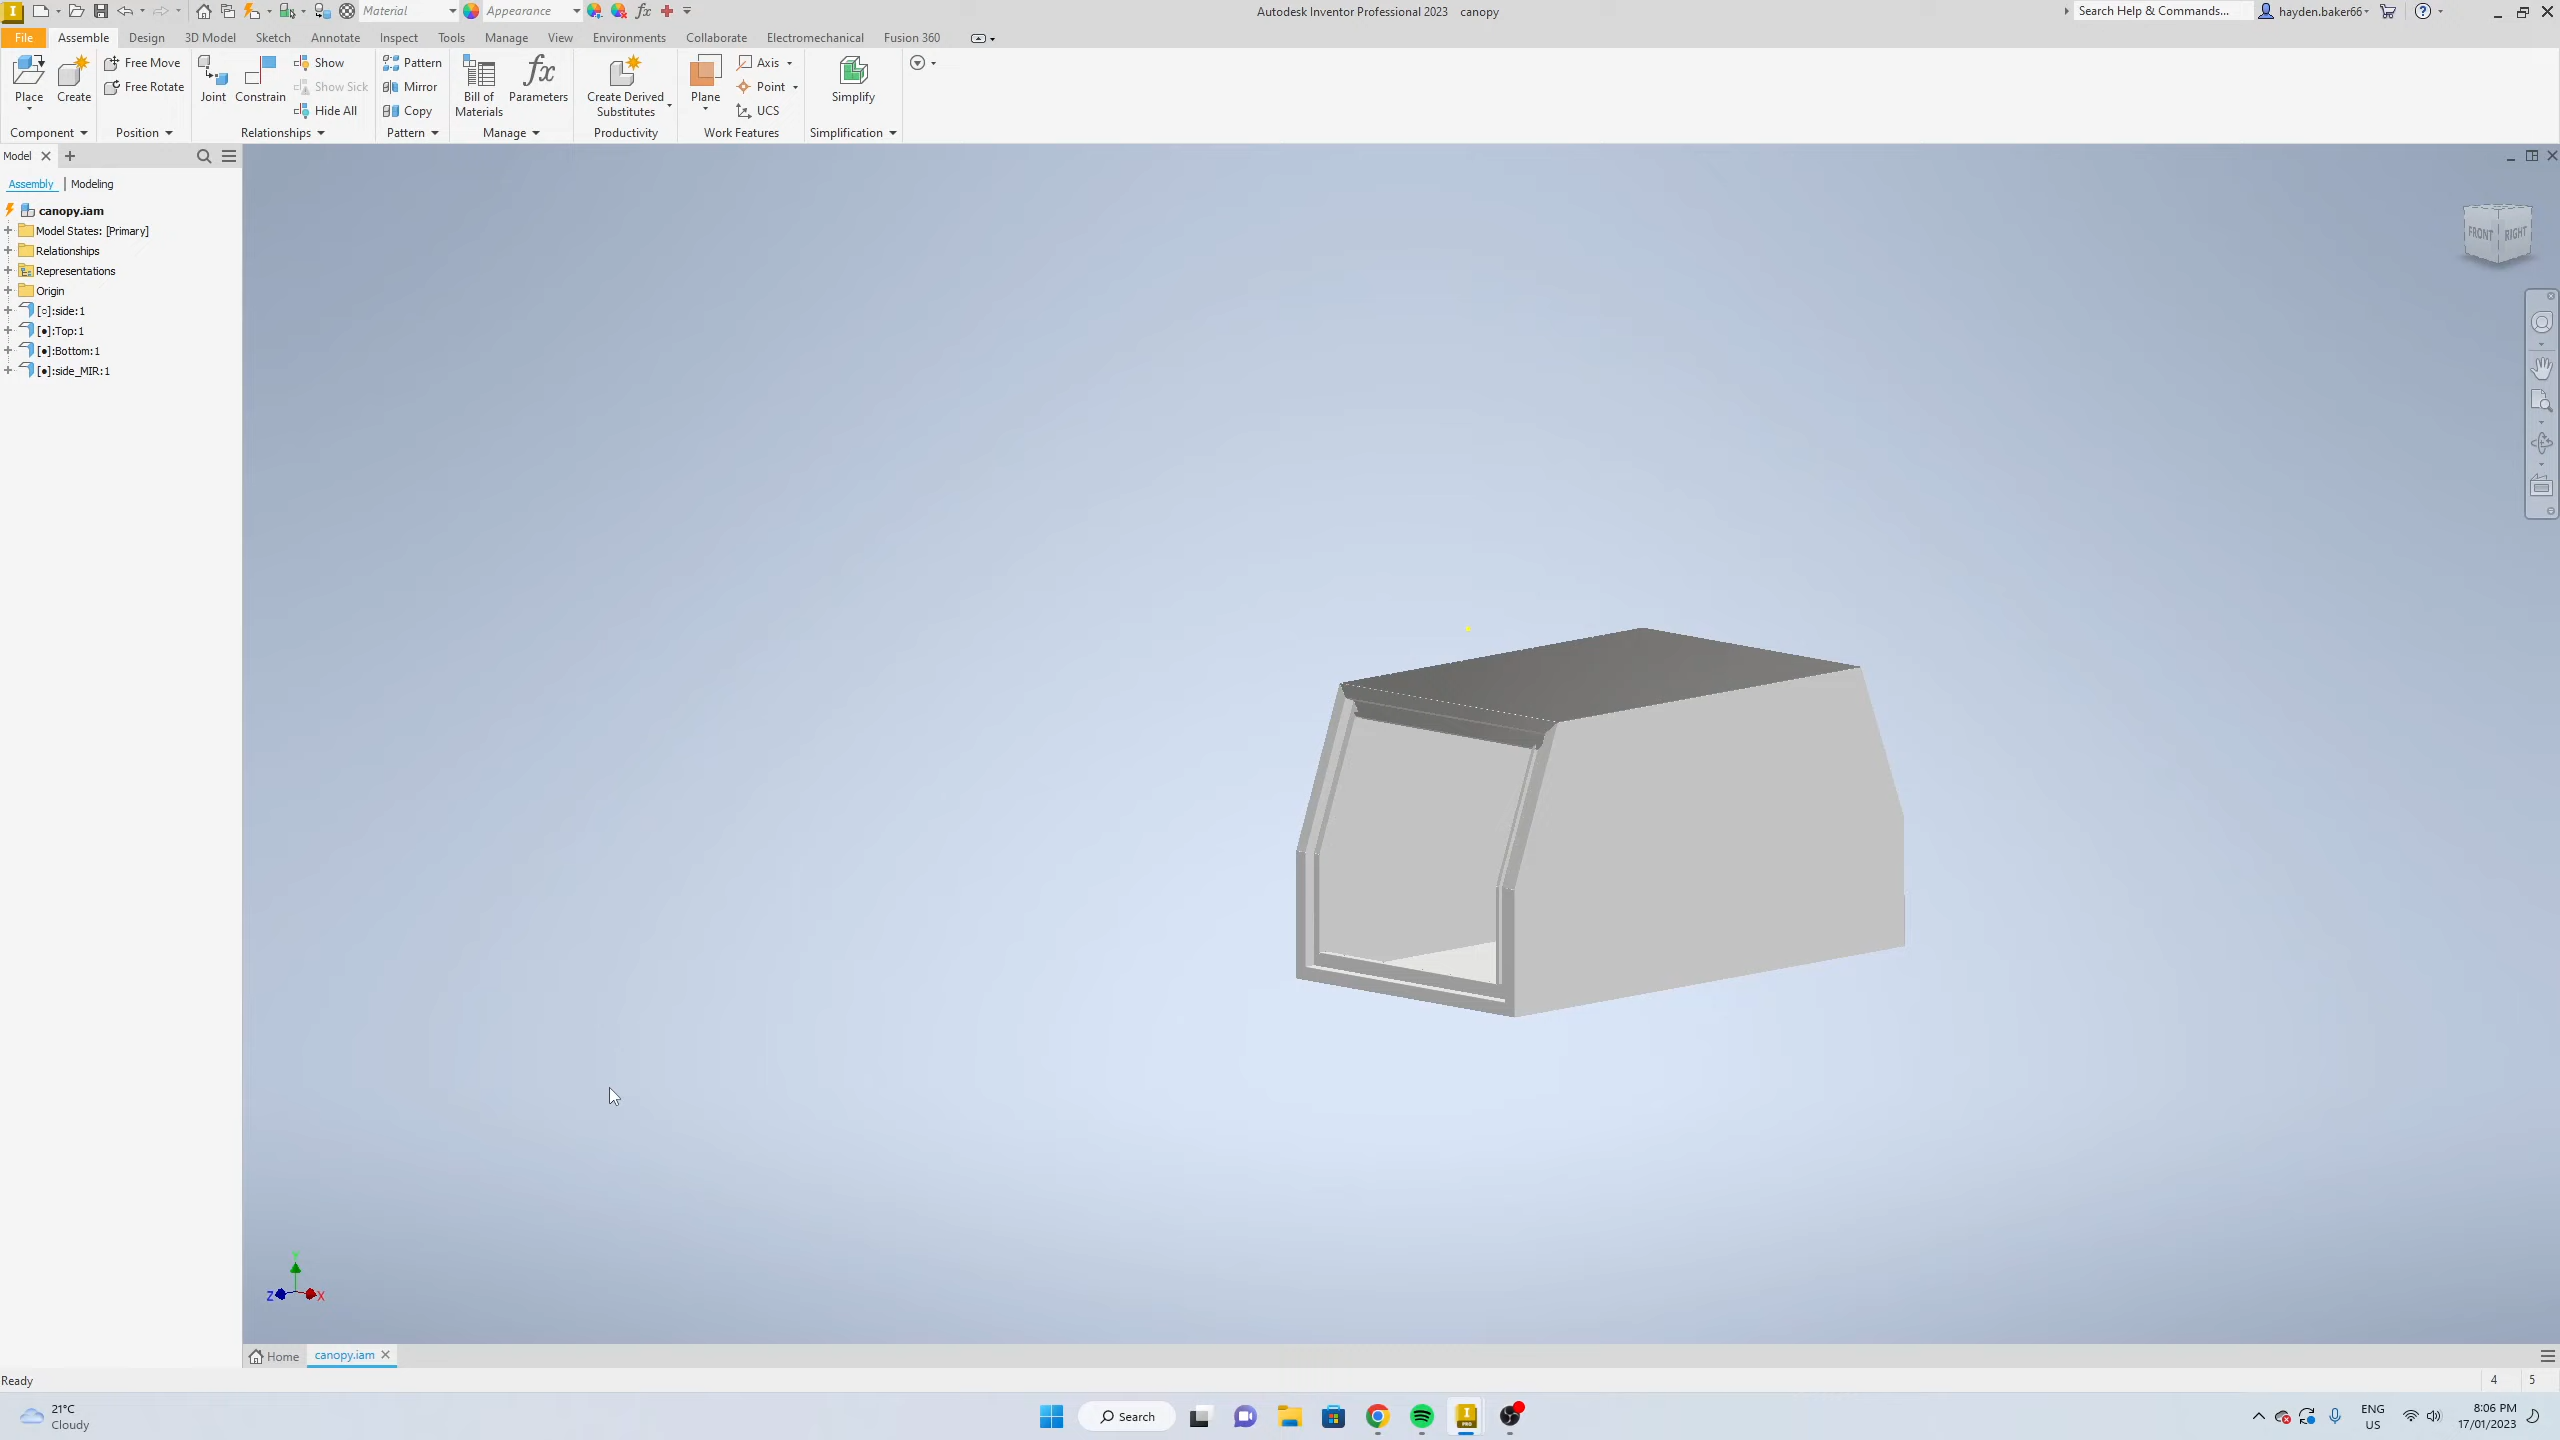 Material Appearance Autodesk Inventor Professional 2023 canopy Search Help & Commands... hayden.baker66
File Assemble Design 3D Model Sketch Annotate Inspect Tools Manage View Environments Collaborate Electromechanical Fusion 360
Place
Create
Free Move
Free Rotate
Joint
Constrain
Show
Show Sick
Hide All
Pattern
Mirror
Copy
Bill of
Materials
Parameters
Create Derived
Substitutes
Plane
Axis
Point
UCS
Simplify
Component Position Relationships Pattern Manage Productivity Work Features Simplification
Model
Assembly Modeling
canopy.iam
Model States: [Primary]
Relationships
Representations
Origin
[○]:side:1
[●]:Top:1
[●]:Bottom:1
[●]:side_MIR:1
FRONT RIGHT
Y
Z X
Home canopy.iam
Ready 4 5
21°C
Cloudy
Search
PRO
ENG
US
8:06 PM
17/01/2023